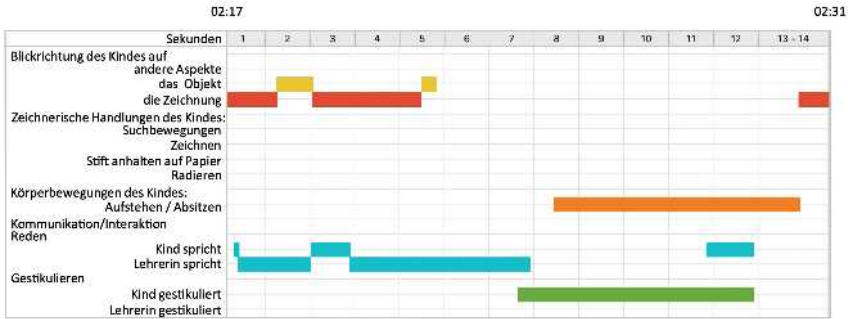 02:17 02:31
Sekunden 1 2 3 4 5 6 7 8 9 10 11 12 13 - 14
Blickrichtung des Kindes auf
andere Aspekte
das Objekt
die Zeichnung
Zeichnerische Handlungen des Kindes:
Suchbewegungen
Zeichnen
Stift anhalten auf Papier
Radieren
Körperbewegungen des Kindes:
Aufstehen / Absitzen
Kommunikation/Interaktion
Reden
Kind spricht
Lehrerin spricht
Gestikulieren
Kind gestikuliert
Lehrerin gestikuliert